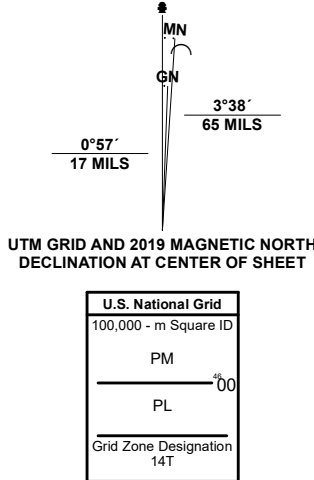 MN
GN
3°38´
65 MILS
0°57´
17 MILS
UTM GRID AND 2019 MAGNETIC NORTH
DECLINATION AT CENTER OF SHEET
U.S. National Grid
100,000 - m Square ID
PM
46 00
PL
Grid Zone Designation
14T